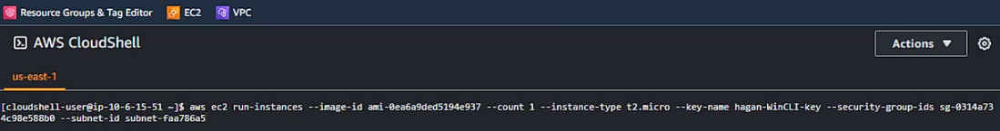 Resource Groups & Tag Editor EC2 VPC
AWS CloudShell Actions
us-east-1
[cloudshell-user@ip-10-6-15-51 ~]$ aws ec2 run-instances --image-id ami-0ea6a9ded5194e937 --count 1 --instance-type t2.micro --key-name hagan-WinCLI-key --security-group-ids sg-0314a73
4c98e588b0 --subnet-id subnet-faa786a5